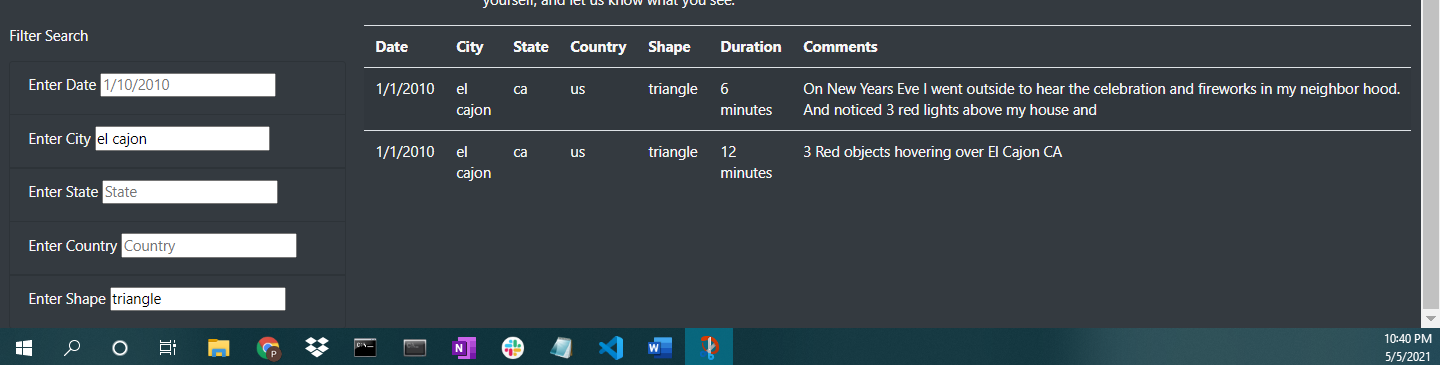 yourself, and let us know what you see.
Filter Search
Enter Date 1/10/2010
Enter City el cajon
Enter State State
Enter Country Country
Enter Shape triangle
Date City State Country Shape Duration Comments
1/1/2010 el cajon ca us triangle 6 minutes On New Years Eve I went outside to hear the celebration and fireworks in my neighbor hood.
And noticed 3 red lights above my house and
1/1/2010 el cajon ca us triangle 12 minutes 3 Red objects hovering over El Cajon CA
P
N
W
10:40 PM
5/5/2021